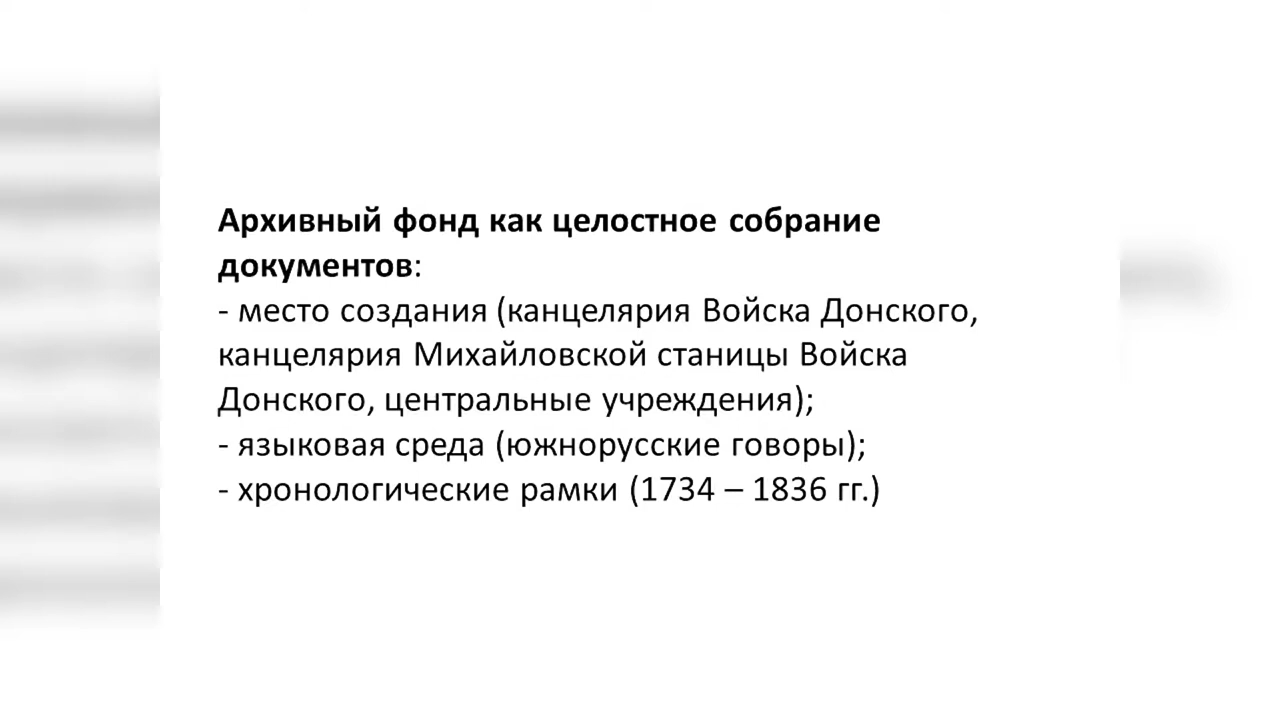 Архивный фонд как целостное собрание
документов:
- место создания (канцелярия Войска Донского,
канцелярия Михайловской станицы Войска
Донского, центральные учреждения);
- языковая среда (южнорусские говоры);
- хронологические рамки (1734 – 1836 гг.)